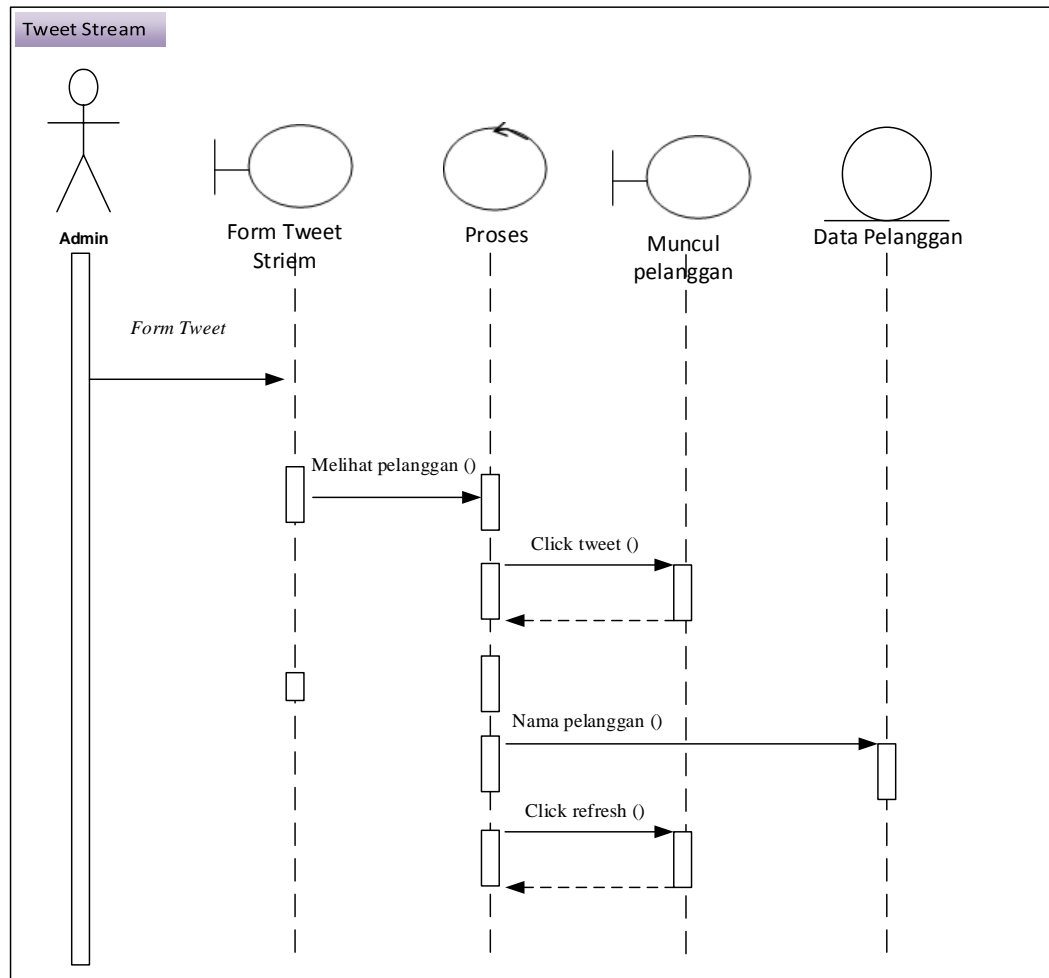 Tweet Stream
Admin
Form Tweet
Striem
Proses
Muncul
pelanggan
Data Pelanggan
Form Tweet
Melihat pelanggan ()
Click tweet ()
Nama pelanggan ()
Click refresh ()